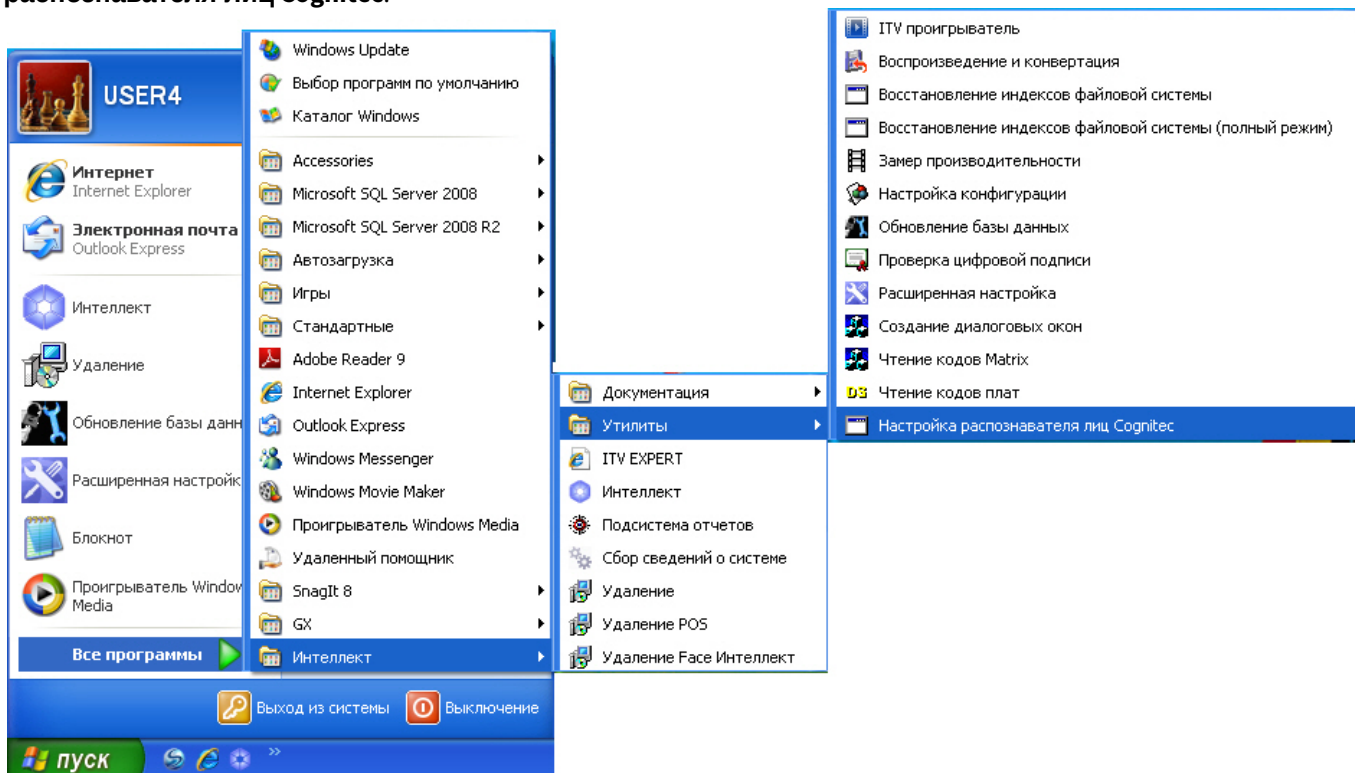 распознавателя лиц Cognitec.
USER4
Интернет
Internet Explorer
Электронная почта
Outlook Express
Интеллект
Удаление
Обновление базы данн
Расширенная настройк
Блокнот
Проигрыватель Window
Media
Все программы
Windows Update
Выбор программ по умолчанию
Каталог Windows
Accessories
Microsoft SQL Server 2008
Microsoft SQL Server 2008 R2
Автозагрузка
Игры
Стандартные
Adobe Reader 9
Internet Explorer
Outlook Express
Windows Messenger
Windows Movie Maker
Проигрыватель Windows Media
Удаленный помощник
SnagIt 8
GX
Интеллект
Документация
Утилиты
ITV EXPERT
Интеллект
Подсистема отчетов
Сбор сведений о системе
Удаление
Удаление POS
Удаление Face Интеллект
ITV проигрыватель
Воспроизведение и конвертация
Восстановление индексов файловой системы
Восстановление индексов файловой системы (полный режим)
Замер производительности
Настройка конфигурации
Обновление базы данных
Проверка цифровой подписи
Расширенная настройка
Создание диалоговых окон
Чтение кодов Matrix
Чтение кодов плат
Настройка распознавателя лиц Cognitec
Выход из системы
Выключение
пуск